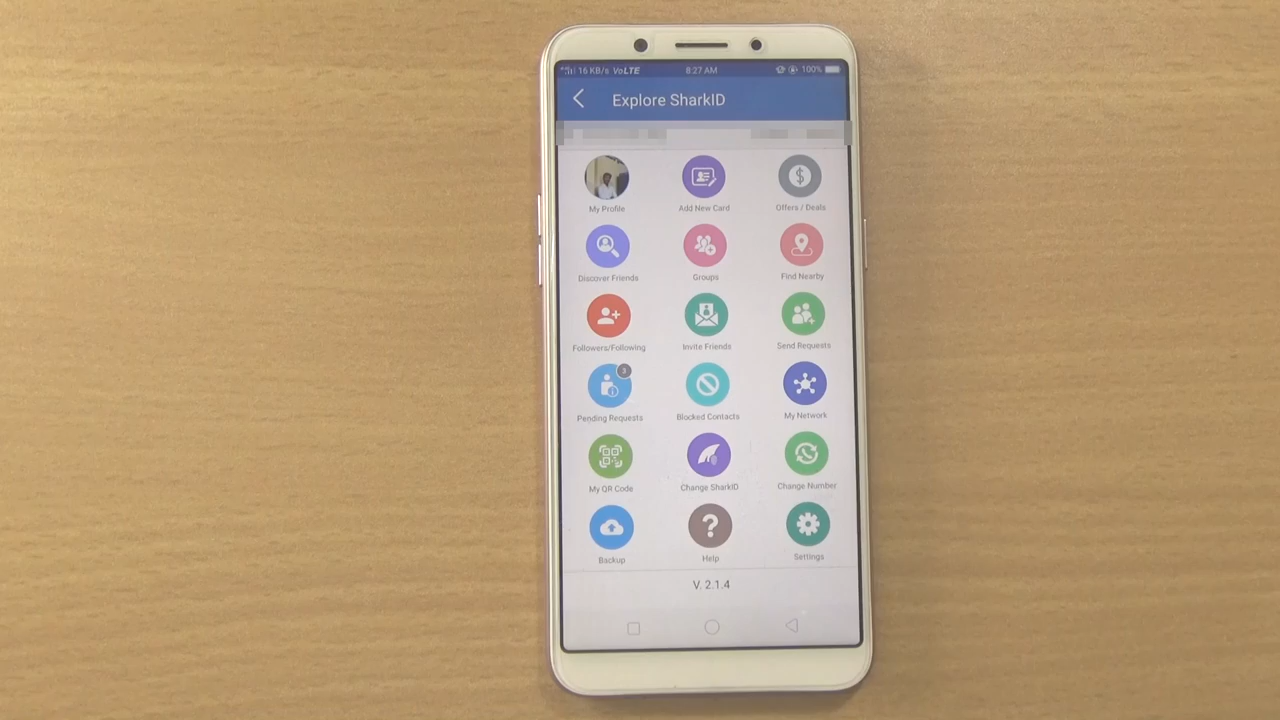 16 KB/s VoLTE 8:27 AM 100%
Explore SharkID
My Profile Add New Card Offers / Deals
Discover Friends Groups Find Nearby
Followers/Following Invite Friends Send Requests
3
Pending Requests Blocked Contacts My Network
My QR Code Change SharkID Change Number
Backup Help Settings
V. 2.1.4